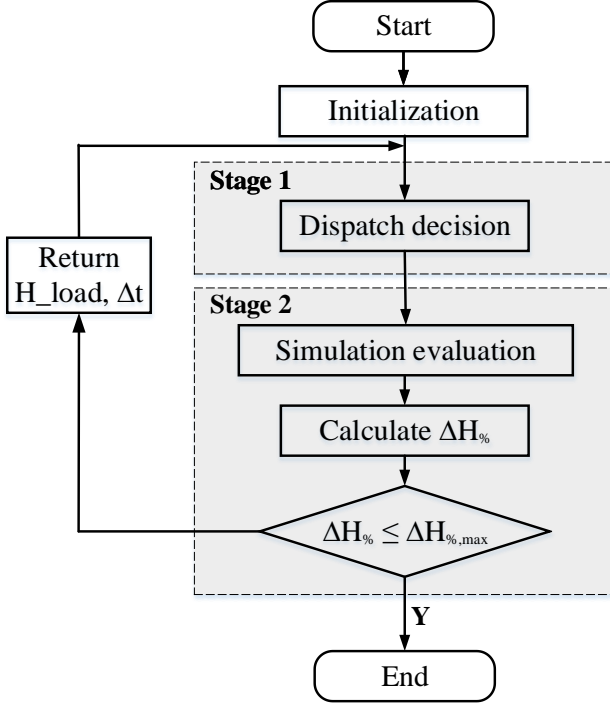 Start
Initialization
Stage 1
Dispatch decision
Return
H_load, Δt
Stage 2
Simulation evaluation
Calculate ΔH%
ΔH% ≤ ΔH%,max
Y
End